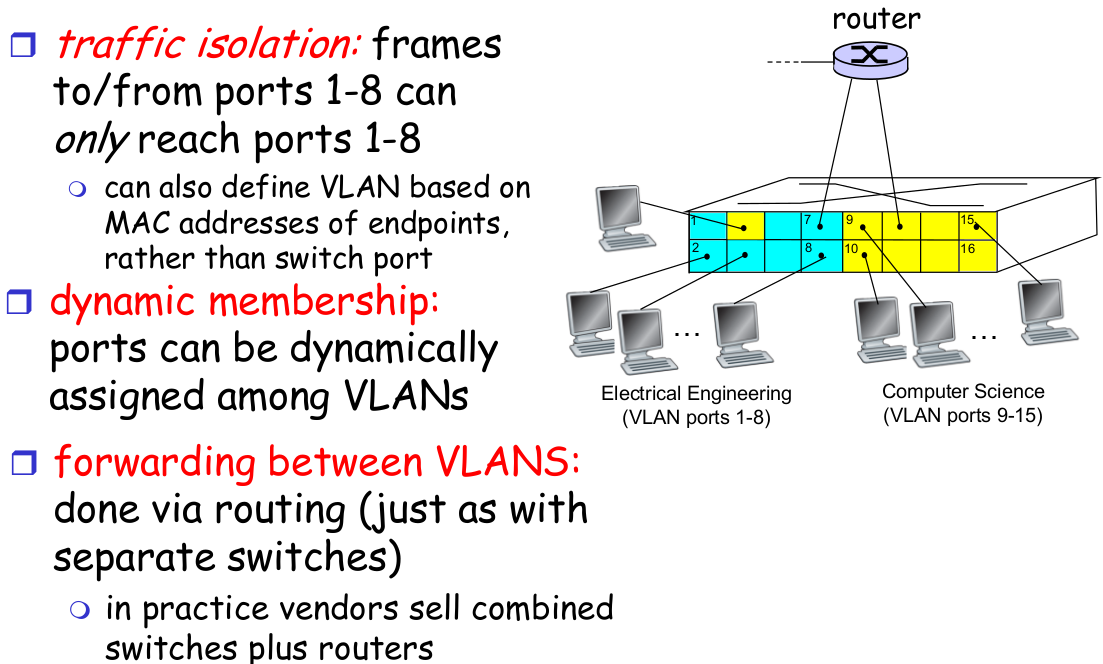 traffic isolation: frames
to/from ports 1-8 can
only reach ports 1-8
can also define VLAN based on
MAC addresses of endpoints,
rather than switch port
dynamic membership:
ports can be dynamically
assigned among VLANs
forwarding between VLANS:
done via routing (just as with
separate switches)
in practice vendors sell combined
switches plus routers
router
1 7 9 15
2 8 10 16
... ...
Electrical Engineering
(VLAN ports 1-8)
Computer Science
(VLAN ports 9-15)